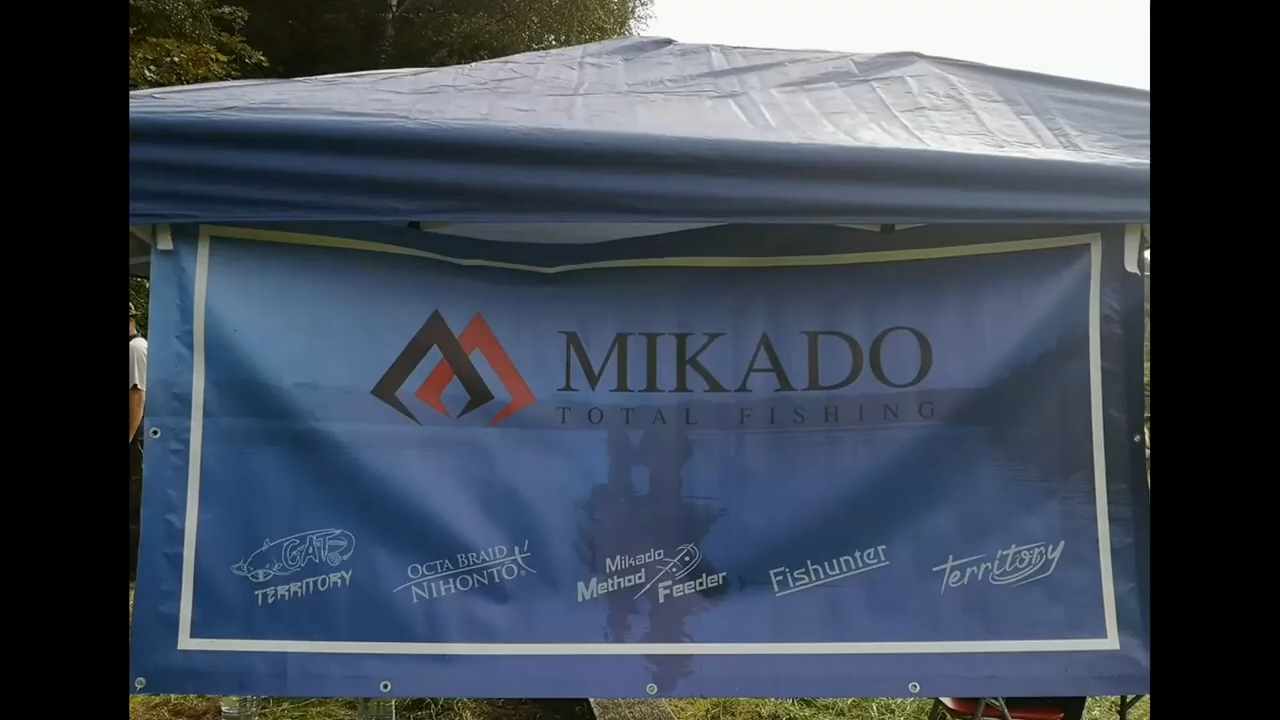 MIKADO
TOTAL FISHING
CAT
TERRITORY
OCTA BRAID
NIHONTO
Mikado
Method Feeder
Fishunter
Territory